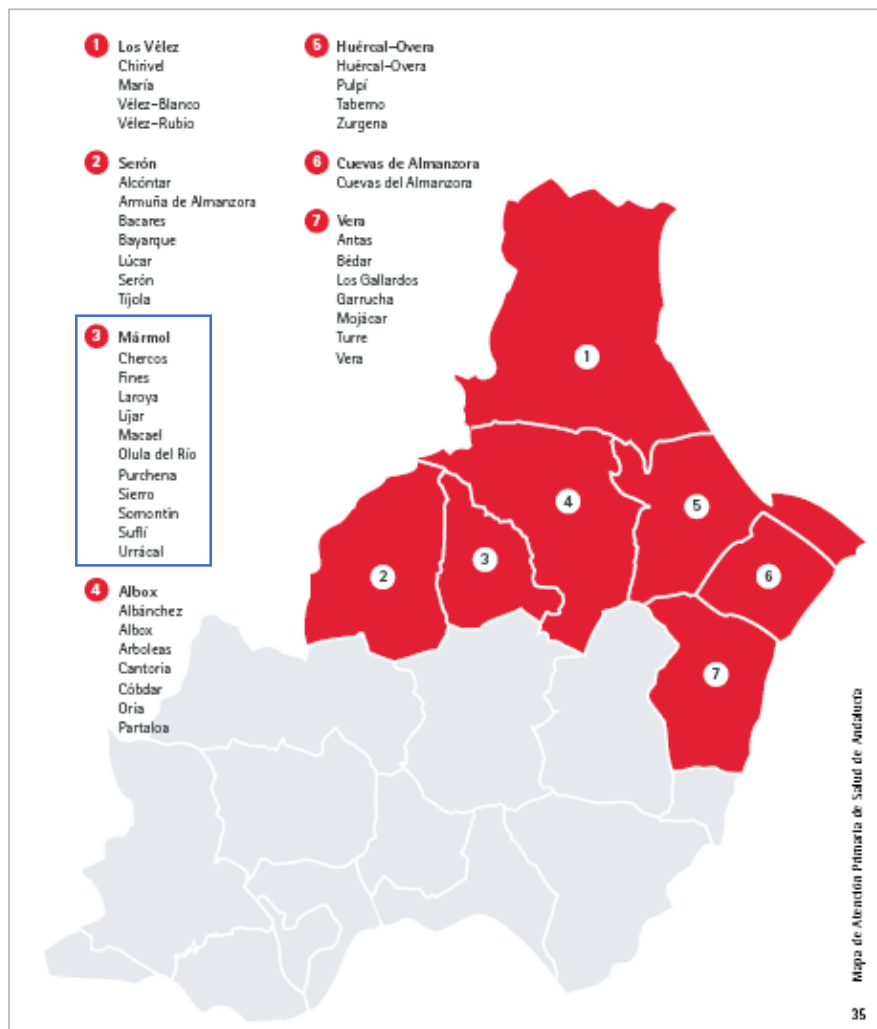 1 Los Vélez
Chirivel
María
Vélez-Blanco
Vélez-Rubio
2 Serón
Alcóntar
Armuña de Almanzora
Bacares
Bayarque
Lúcar
Serón
Tíjola
3 Mármol
Chercos
Fines
Laroya
Líjar
Macael
Olula del Río
Purchena
Sierro
Somontín
Suflí
Urrácal
4 Albox
Albánchez
Albox
Arboleas
Cantoria
Cóbdar
Oria
Partaloa
5 Huércal-Overa
Huércal-Overa
Pulpí
Taberno
Zurgena
6 Cuevas de Almanzora
Cuevas del Almanzora
7 Vera
Antas
Bédar
Los Gallardos
Garrucha
Mojácar
Turre
Vera
1
4
5
3
2
6
7
Mapa de Atención Primaria de Salud de Andalucía
35